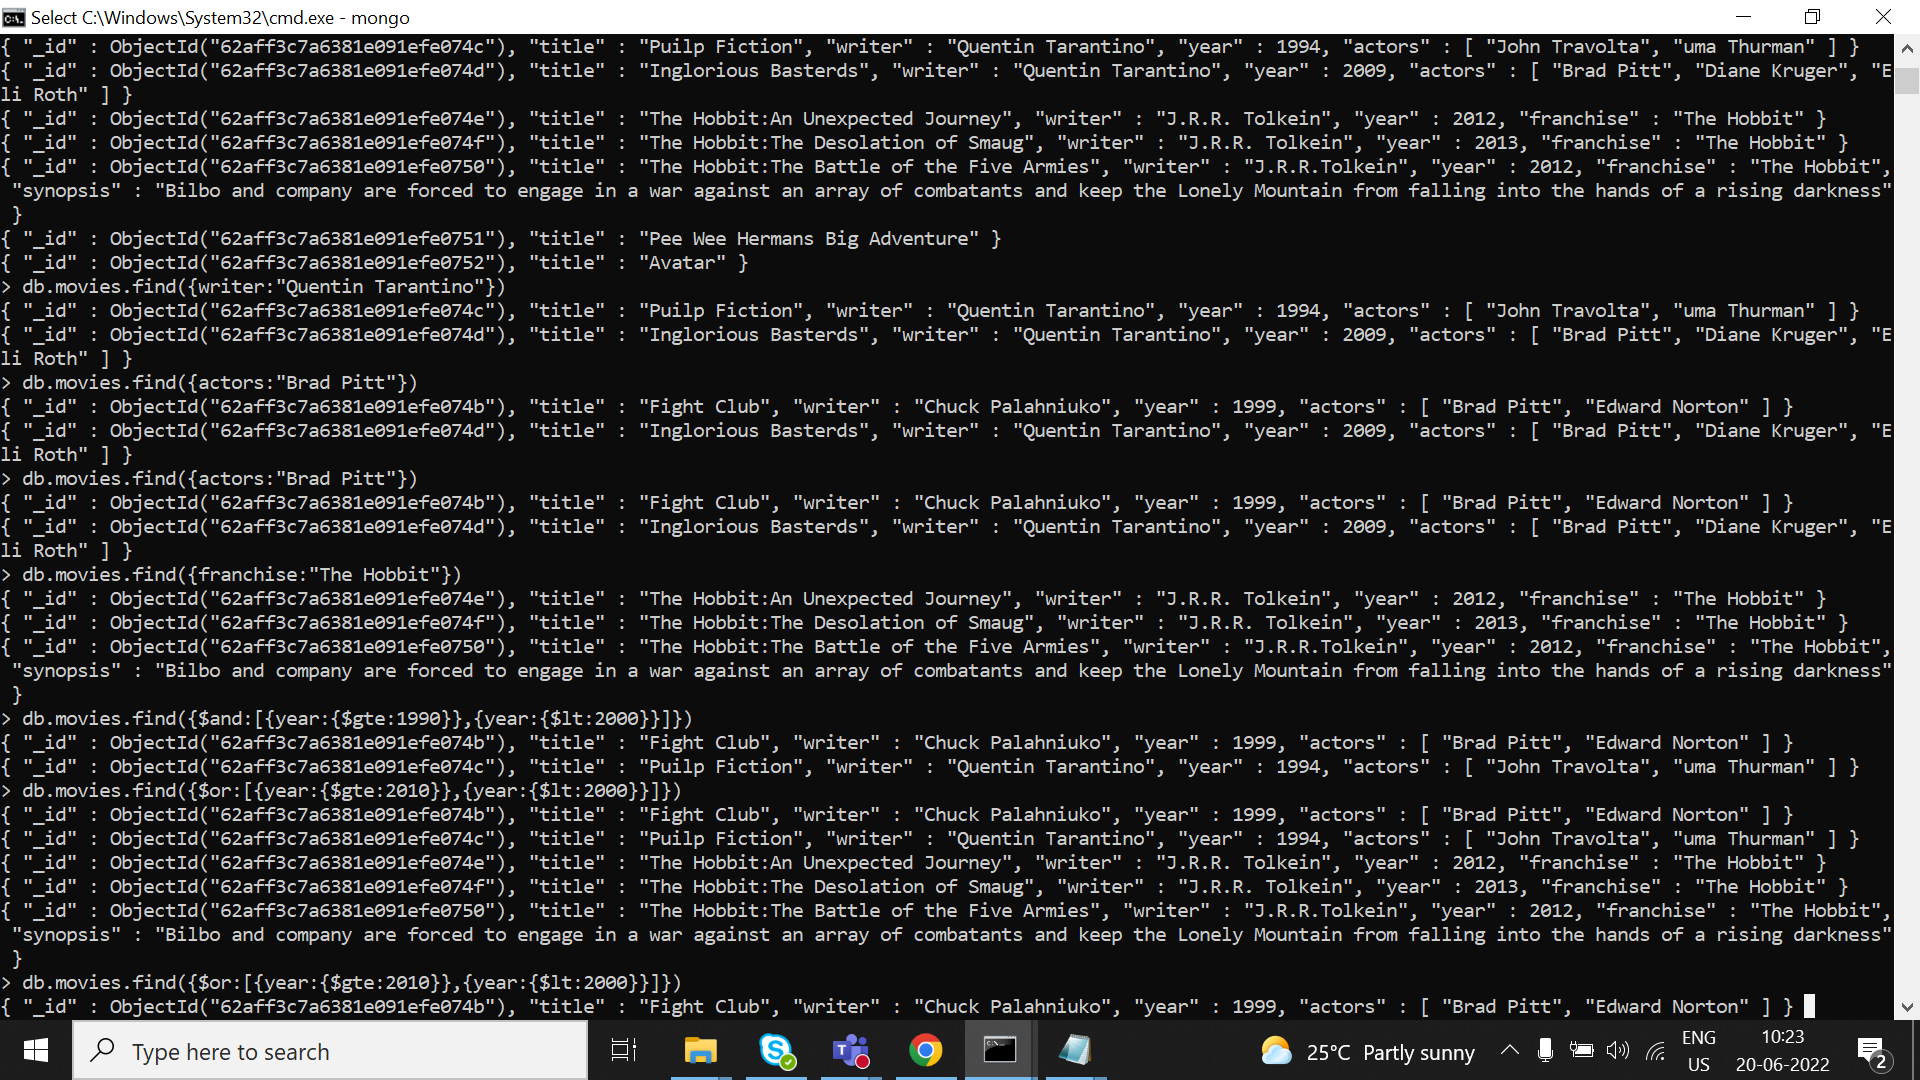 Select C:\Windows\System32\cmd.exe - mongo
{ "_id" : ObjectId("62aff3c7a6381e091efe074c"), "title" : "Puilp Fiction", "writer" : "Quentin Tarantino", "year" : 1994, "actors" : [ "John Travolta", "uma Thurman" ] }
{ "_id" : ObjectId("62aff3c7a6381e091efe074d"), "title" : "Inglorious Basterds", "writer" : "Quentin Tarantino", "year" : 2009, "actors" : [ "Brad Pitt", "Diane Kruger", "E
li Roth" ] }
{ "_id" : ObjectId("62aff3c7a6381e091efe074e"), "title" : "The Hobbit:An Unexpected Journey", "writer" : "J.R.R. Tolkein", "year" : 2012, "franchise" : "The Hobbit" }
{ "_id" : ObjectId("62aff3c7a6381e091efe074f"), "title" : "The Hobbit:The Desolation of Smaug", "writer" : "J.R.R. Tolkein", "year" : 2013, "franchise" : "The Hobbit" }
{ "_id" : ObjectId("62aff3c7a6381e091efe0750"), "title" : "The Hobbit:The Battle of the Five Armies", "writer" : "J.R.R.Tolkein", "year" : 2012, "franchise" : "The Hobbit",
 "synopsis" : "Bilbo and company are forced to engage in a war against an array of combatants and keep the Lonely Mountain from falling into the hands of a rising darkness"
 }
{ "_id" : ObjectId("62aff3c7a6381e091efe0751"), "title" : "Pee Wee Hermans Big Adventure" }
{ "_id" : ObjectId("62aff3c7a6381e091efe0752"), "title" : "Avatar" }
> db.movies.find({writer:"Quentin Tarantino"})
{ "_id" : ObjectId("62aff3c7a6381e091efe074c"), "title" : "Puilp Fiction", "writer" : "Quentin Tarantino", "year" : 1994, "actors" : [ "John Travolta", "uma Thurman" ] }
{ "_id" : ObjectId("62aff3c7a6381e091efe074d"), "title" : "Inglorious Basterds", "writer" : "Quentin Tarantino", "year" : 2009, "actors" : [ "Brad Pitt", "Diane Kruger", "E
li Roth" ] }
> db.movies.find({actors:"Brad Pitt"})
{ "_id" : ObjectId("62aff3c7a6381e091efe074b"), "title" : "Fight Club", "writer" : "Chuck Palahniuko", "year" : 1999, "actors" : [ "Brad Pitt", "Edward Norton" ] }
{ "_id" : ObjectId("62aff3c7a6381e091efe074d"), "title" : "Inglorious Basterds", "writer" : "Quentin Tarantino", "year" : 2009, "actors" : [ "Brad Pitt", "Diane Kruger", "E
li Roth" ] }
> db.movies.find({actors:"Brad Pitt"})
{ "_id" : ObjectId("62aff3c7a6381e091efe074b"), "title" : "Fight Club", "writer" : "Chuck Palahniuko", "year" : 1999, "actors" : [ "Brad Pitt", "Edward Norton" ] }
{ "_id" : ObjectId("62aff3c7a6381e091efe074d"), "title" : "Inglorious Basterds", "writer" : "Quentin Tarantino", "year" : 2009, "actors" : [ "Brad Pitt", "Diane Kruger", "E
li Roth" ] }
> db.movies.find({franchise:"The Hobbit"})
{ "_id" : ObjectId("62aff3c7a6381e091efe074e"), "title" : "The Hobbit:An Unexpected Journey", "writer" : "J.R.R. Tolkein", "year" : 2012, "franchise" : "The Hobbit" }
{ "_id" : ObjectId("62aff3c7a6381e091efe074f"), "title" : "The Hobbit:The Desolation of Smaug", "writer" : "J.R.R. Tolkein", "year" : 2013, "franchise" : "The Hobbit" }
{ "_id" : ObjectId("62aff3c7a6381e091efe0750"), "title" : "The Hobbit:The Battle of the Five Armies", "writer" : "J.R.R.Tolkein", "year" : 2012, "franchise" : "The Hobbit",
 "synopsis" : "Bilbo and company are forced to engage in a war against an array of combatants and keep the Lonely Mountain from falling into the hands of a rising darkness"
 }
> db.movies.find({$and:[{year:{$gte:1990}},{year:{$lt:2000}}]})
{ "_id" : ObjectId("62aff3c7a6381e091efe074b"), "title" : "Fight Club", "writer" : "Chuck Palahniuko", "year" : 1999, "actors" : [ "Brad Pitt", "Edward Norton" ] }
{ "_id" : ObjectId("62aff3c7a6381e091efe074c"), "title" : "Puilp Fiction", "writer" : "Quentin Tarantino", "year" : 1994, "actors" : [ "John Travolta", "uma Thurman" ] }
> db.movies.find({$or:[{year:{$gte:2010}},{year:{$lt:2000}}]})
{ "_id" : ObjectId("62aff3c7a6381e091efe074b"), "title" : "Fight Club", "writer" : "Chuck Palahniuko", "year" : 1999, "actors" : [ "Brad Pitt", "Edward Norton" ] }
{ "_id" : ObjectId("62aff3c7a6381e091efe074c"), "title" : "Puilp Fiction", "writer" : "Quentin Tarantino", "year" : 1994, "actors" : [ "John Travolta", "uma Thurman" ] }
{ "_id" : ObjectId("62aff3c7a6381e091efe074e"), "title" : "The Hobbit:An Unexpected Journey", "writer" : "J.R.R. Tolkein", "year" : 2012, "franchise" : "The Hobbit" }
{ "_id" : ObjectId("62aff3c7a6381e091efe074f"), "title" : "The Hobbit:The Desolation of Smaug", "writer" : "J.R.R. Tolkein", "year" : 2013, "franchise" : "The Hobbit" }
{ "_id" : ObjectId("62aff3c7a6381e091efe0750"), "title" : "The Hobbit:The Battle of the Five Armies", "writer" : "J.R.R.Tolkein", "year" : 2012, "franchise" : "The Hobbit",
 "synopsis" : "Bilbo and company are forced to engage in a war against an array of combatants and keep the Lonely Mountain from falling into the hands of a rising darkness"
 }
> db.movies.find({$or:[{year:{$gte:2010}},{year:{$lt:2000}}]})
{ "_id" : ObjectId("62aff3c7a6381e091efe074b"), "title" : "Fight Club", "writer" : "Chuck Palahniuko", "year" : 1999, "actors" : [ "Brad Pitt", "Edward Norton" ] }
Type here to search
25°C Partly sunny
ENG
US
10:23
20-06-2022
2